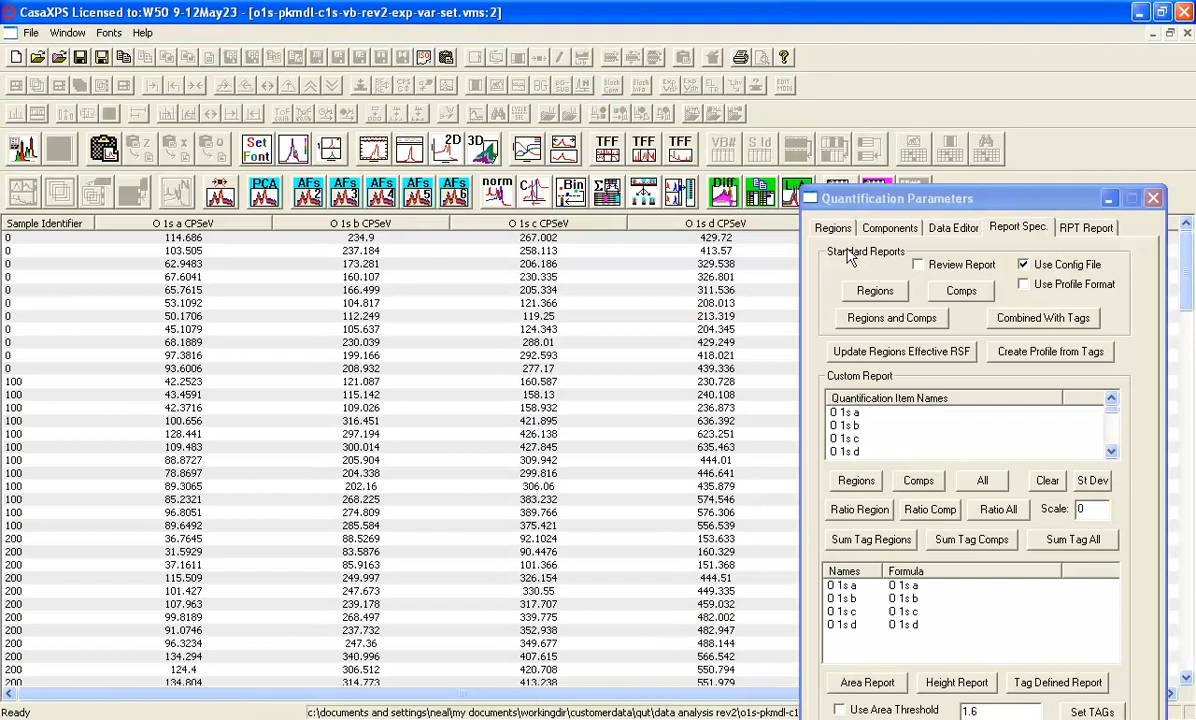 CasaXPS Licensed to:W50 9-12May23 - [o1s-pkmdl-c1s-vb-rev2-exp-var-set.vms:2]
File Window Fonts Help
Set Font 2D 3D TFF TFF TFF VB# S Id
PCA AFs AFs 2 AFs 3 AFs 4 AFs 5 AFs 6 norm .Bin Diff
Sample Identifier O 1s a CPSeV O 1s b CPSeV O 1s c CPSeV O 1s d CPSeV
0 114.686 234.9 267.002 429.72
0 103.505 237.184 258.113 413.57
0 62.9483 173.281 206.186 329.538
0 67.6041 160.107 230.335 326.801
0 65.7615 166.499 205.334 311.536
0 53.1092 104.817 121.366 208.013
0 50.1706 112.249 119.25 213.319
0 45.1079 105.637 124.343 204.345
0 68.1889 230.039 288.01 429.249
0 97.3816 199.166 292.593 418.021
0 93.6006 208.932 277.17 439.336
100 42.2523 121.087 160.587 230.728
100 43.4591 115.142 158.13 240.108
100 42.3716 109.026 158.932 236.873
100 100.656 316.451 421.895 636.392
100 128.441 297.194 426.138 623.251
100 109.483 300.014 427.845 635.463
100 88.8727 205.904 309.942 444.01
100 78.8697 204.338 299.816 446.641
100 89.3065 202.16 306.06 435.879
100 85.2321 268.225 383.232 574.546
100 96.8051 274.809 389.766 576.306
100 89.6492 285.584 375.421 556.539
200 36.7645 88.5269 92.1024 153.633
200 31.5929 83.5876 90.4476 160.329
200 37.1611 85.9163 101.366 151.368
200 115.509 249.997 326.154 444.51
200 101.427 247.673 330.55 449.335
200 107.963 239.178 317.707 459.032
200 99.8189 268.497 339.775 482.002
200 91.0746 237.732 352.938 482.947
200 96.3234 247.36 349.677 488.144
200 134.294 340.996 407.615 566.542
200 124.4 306.512 420.708 550.794
200 134.804 314.773 413.238 551.979
Quantification Parameters
Regions Components Data Editor Report Spec. RPT Report
Standard Reports
Review Report Use Config File
Use Profile Format
Regions Comps
Regions and Comps Combined With Tags
Update Regions Effective RSF Create Profile from Tags
Custom Report
Quantification Item Names
O 1s a
O 1s b
O 1s c
O 1s d
Regions Comps All Clear St Dev
Ratio Region Ratio Comp Ratio All Scale: 0
Sum Tag Regions Sum Tag Comps Sum Tag All
Names Formula
O 1s a O 1s a
O 1s b O 1s b
O 1s c O 1s c
O 1s d O 1s d
Area Report Height Report Tag Defined Report
Use Area Threshold 1.6 Set TAGs
Ready c:\documents and settings\neal\my documents\workingdir\customerdata\qut\data analysis rev2\o1s-pkmdl-c1